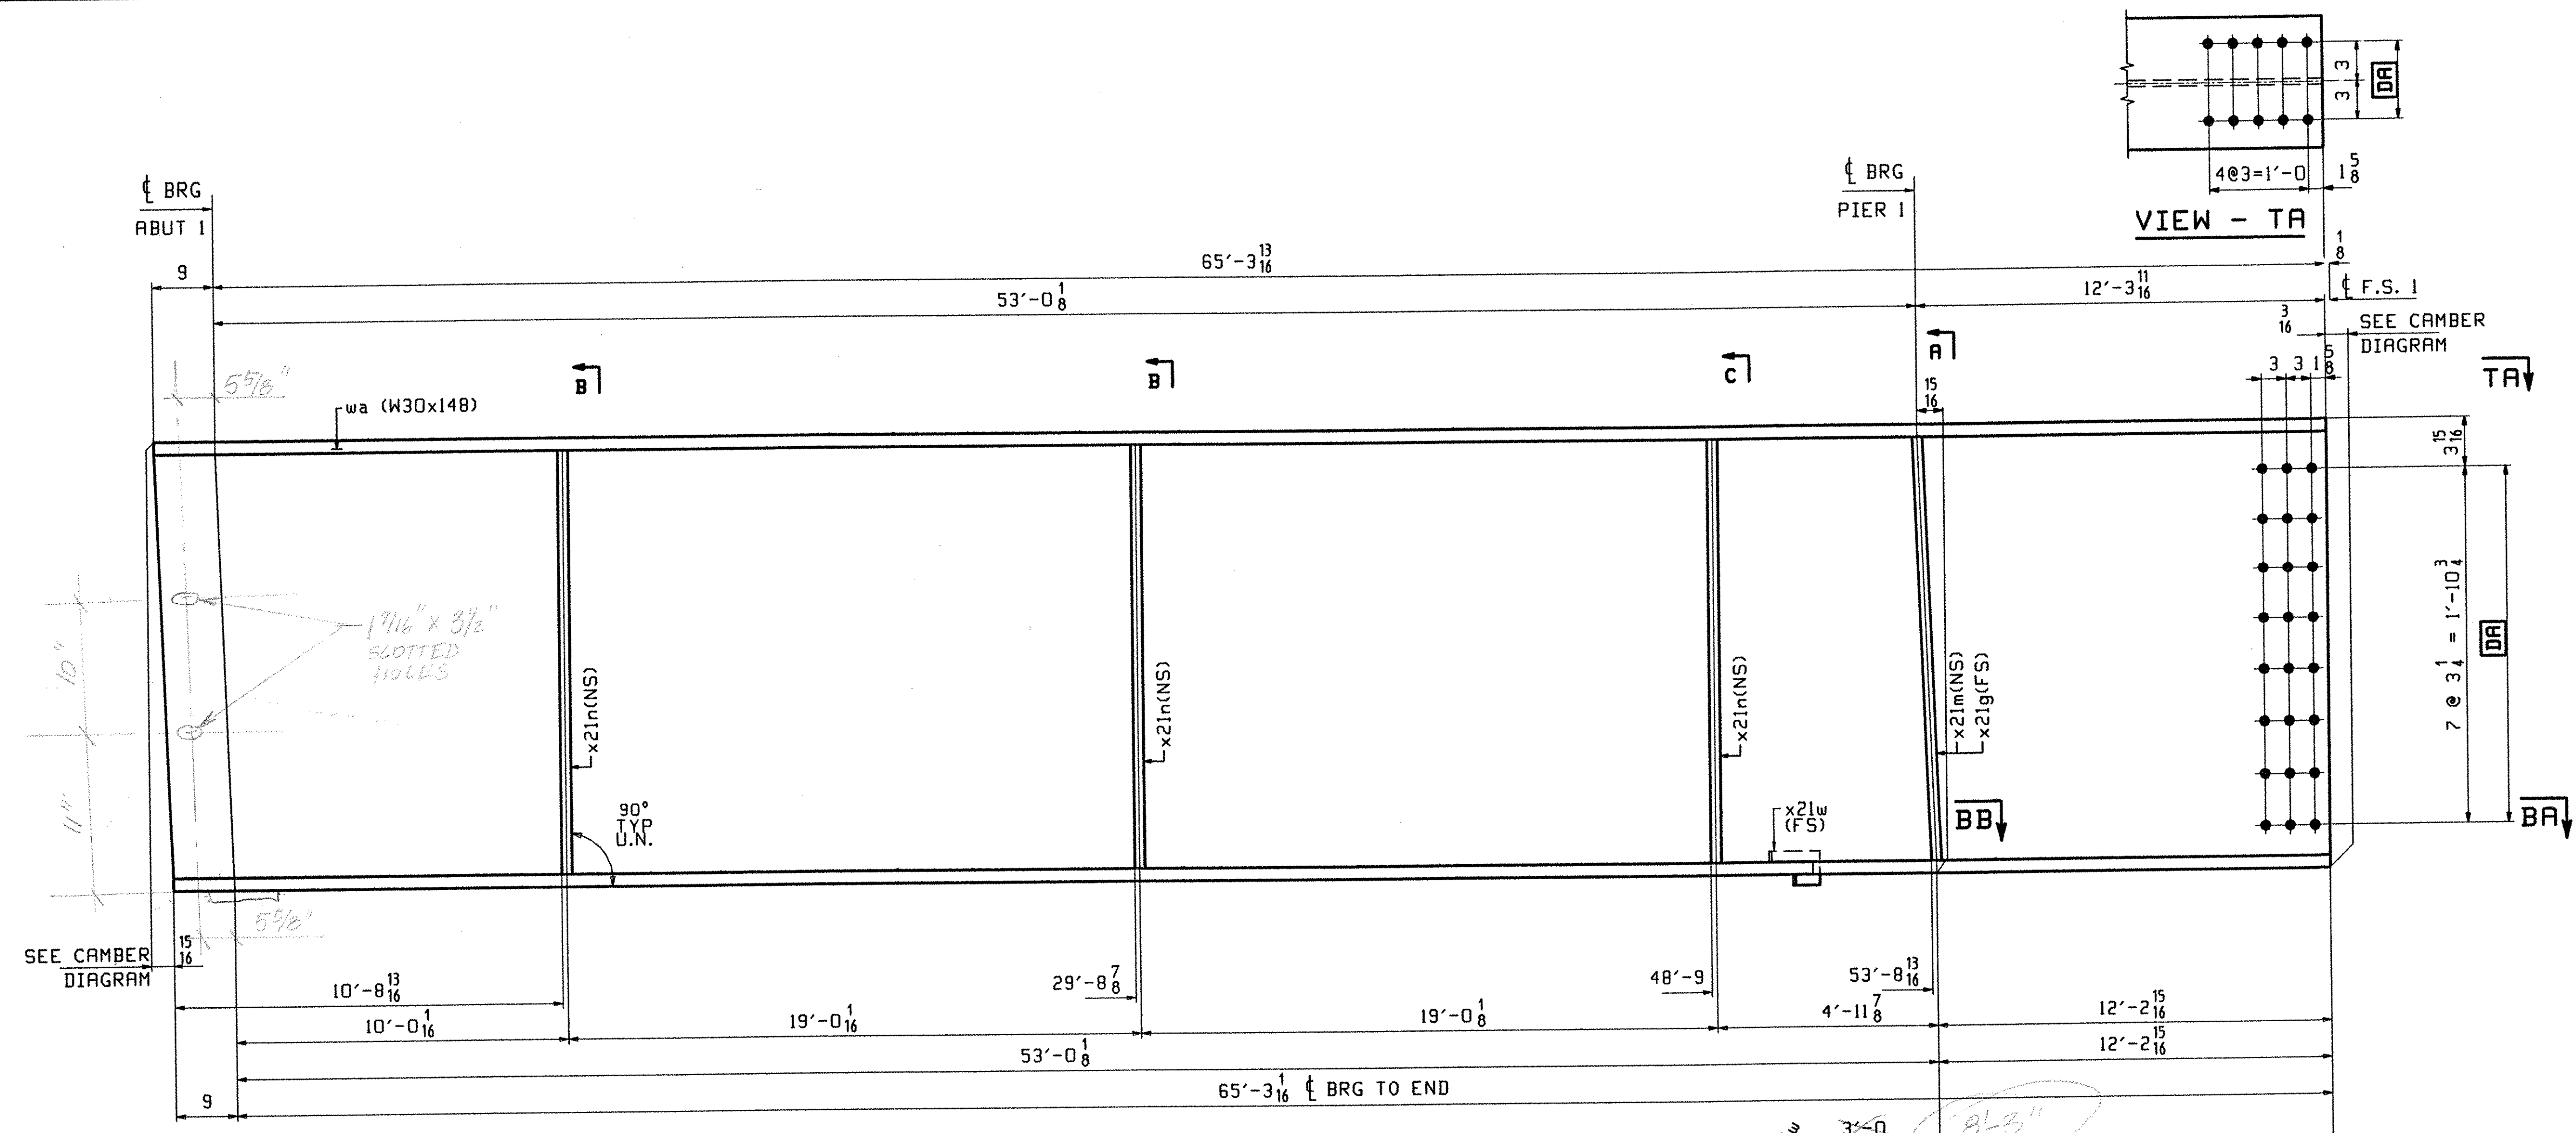 3
3
DA
4@3=1'-0 1 5/8
VIEW - TA
℄ BRG
ABUT 1
℄ BRG
PIER 1
9
65'-3 13/16
1/8
53'-0 1/8
12'-3 11/16
℄ F.S. 1
3/16
SEE CAMBER
DIAGRAM
B
B
C
A
15/16
3 3 1 5/8
TA
5 5/8"
wa (W30x148)
3 15/16
1 9/16" X 3 1/2"
SLOTTED
HOLES
10"
11"
x21n(NS)
x21n(NS)
x21n(NS)
x21m(NS)
x21g(FS)
7 @ 3 1/4 = 1'-10 3/4
DA
90°
TYP
U.N.
x21w
(FS)
BB
BA
5 5/8"
SEE CAMBER
DIAGRAM
15/16
10'-8 13/16
29'-8 7/8
48'-9
53'-8 13/16
10'-0 1/16
19'-0 1/16
19'-0 1/8
4'-11 7/8
12'-2 15/16
53'-0 1/8
12'-2 15/16
65'-3 1/16 ℄ BRG TO END
9
3'-0
8'-3"